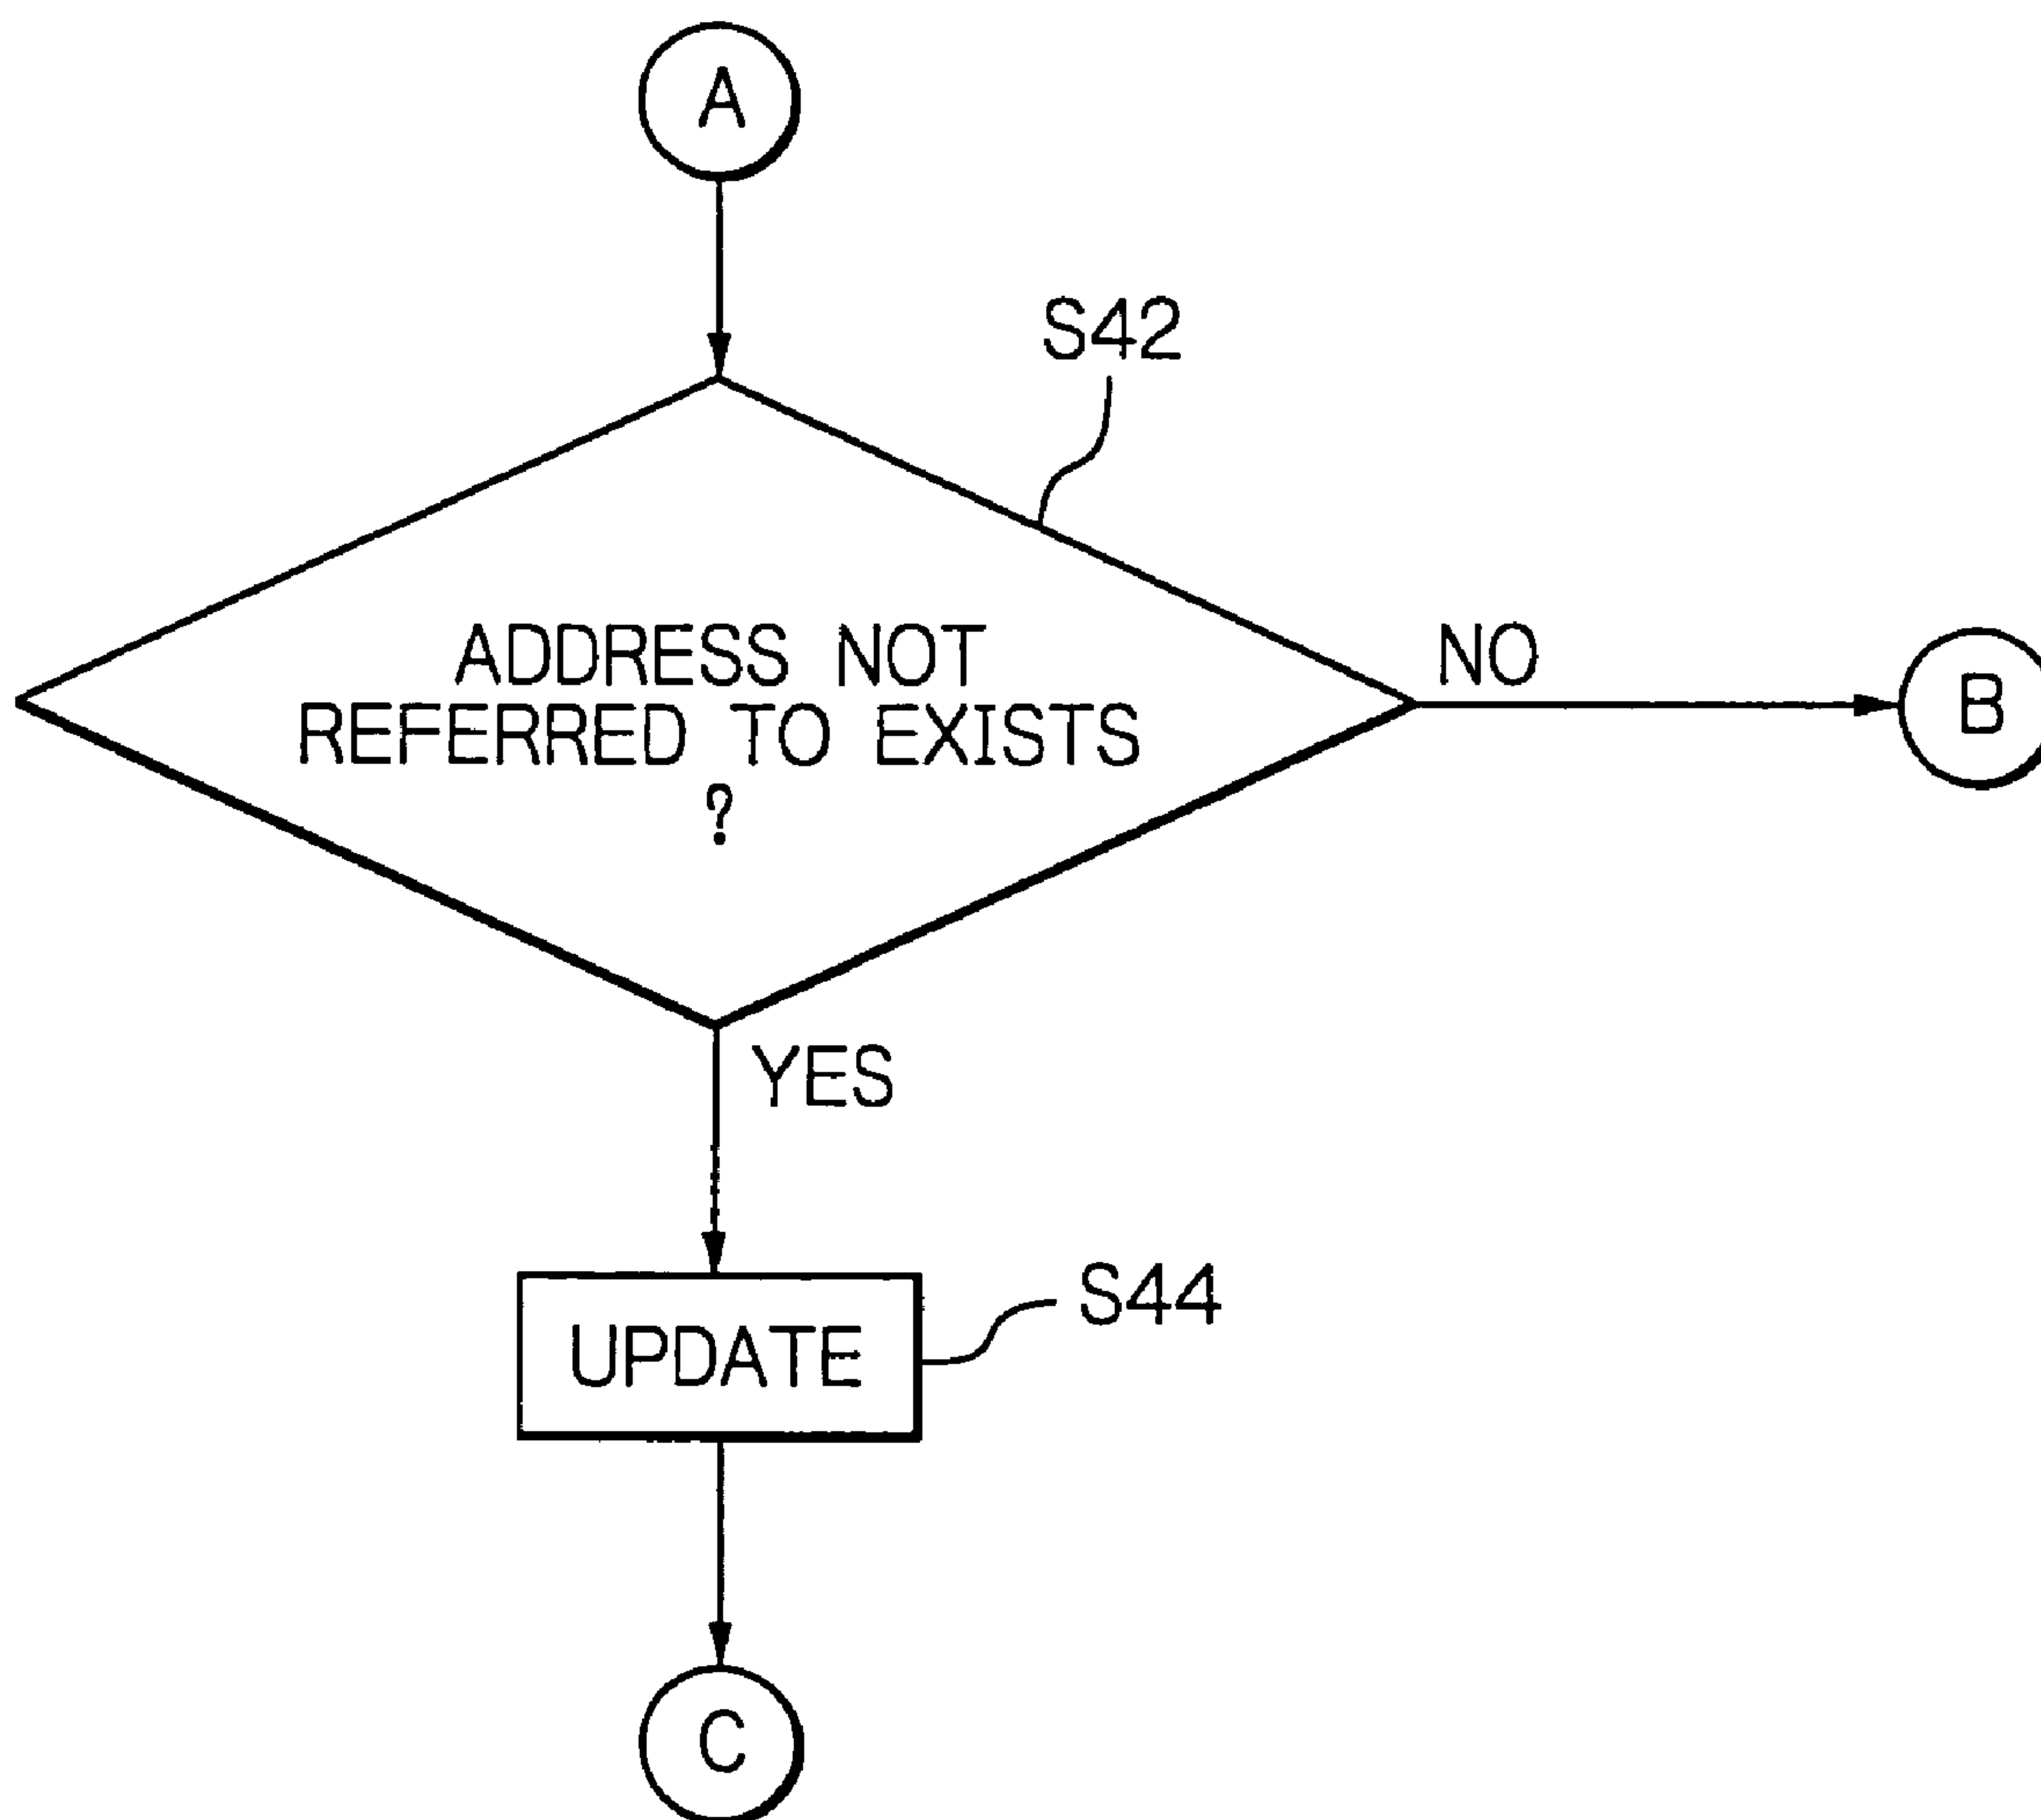 A
S42
ADDRESS NOT
REFERRED TO EXISTS
?
NO
B
YES
UPDATE
S44
C